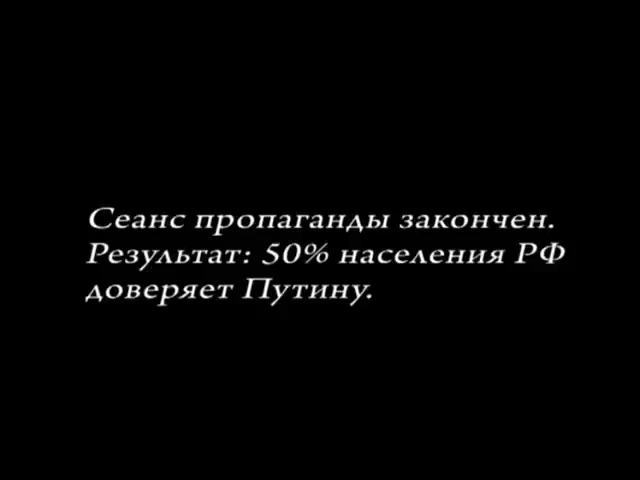 Сеанс пропаганды закончен.
Результат: 50% населения РФ
доверяет Путину.